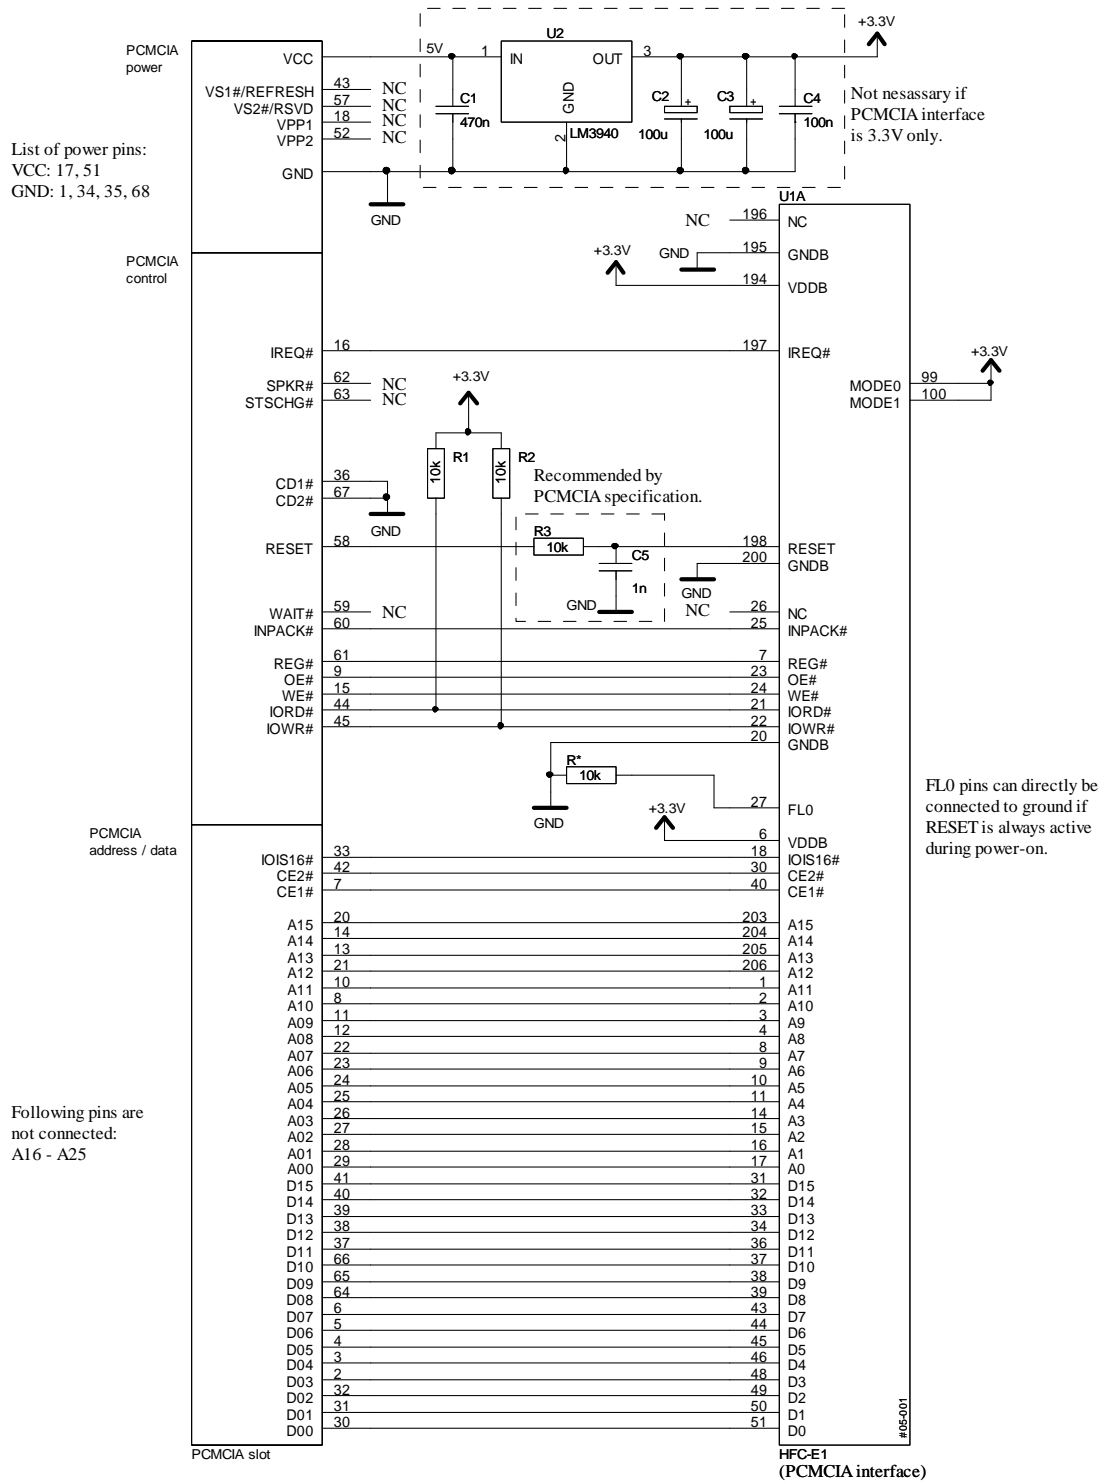 +3.3V
PCMCIA
power
VCC
5V
1
U2
IN
OUT
GND
3
2
LM3940
C1
470n
C2
100u
C3
100u
C4
100n
+
+
Not nesassary if
PCMCIA interface
is 3.3V only.
VS1#/REFRESH 43 NC
VS2#/RSVD 57 NC
VPP1 18 NC
VPP2 52 NC
GND
GND
List of power pins:
VCC: 17, 51
GND: 1, 34, 35, 68
U1A
NC 196 NC
GND 195 GNDB
+3.3V 194 VDDB
PCMCIA
control
IREQ# 16 197 IREQ#
SPKR# 62 NC
STSCHG# 63 NC
+3.3V
MODE0 99
MODE1 100
+3.3V
R1
10k
R2
10k
Recommended by
PCMCIA specification.
CD1# 36
CD2# 67
GND
RESET 58 198 RESET
R3
10k
C5
1n
GND
200 GNDB
GND
WAIT# 59 NC
NC 26 NC
INPACK# 60 25 INPACK#
REG# 61 7 REG#
OE# 9 23 OE#
WE# 15 24 WE#
IORD# 44 21 IORD#
IOWR# 45 22 IOWR#
20 GNDB
R*
10k
GND
27 FL0
+3.3V
6 VDDB
FL0 pins can directly be
connected to ground if
RESET is always active
during power-on.
PCMCIA
address / data
IOIS16# 33 18 IOIS16#
CE2# 42 30 CE2#
CE1# 7 40 CE1#
A15 20 203 A15
A14 14 204 A14
A13 13 205 A13
A12 21 206 A12
A11 10 1 A11
A10 8 2 A10
A09 11 3 A9
A08 12 4 A8
A07 22 8 A7
A06 23 9 A6
A05 24 10 A5
A04 25 11 A4
A03 26 14 A3
A02 27 15 A2
A01 28 16 A1
A00 29 17 A0
Following pins are
not connected:
A16 - A25
D15 41 31 D15
D14 40 32 D14
D13 39 33 D13
D12 38 34 D12
D11 37 36 D11
D10 66 37 D10
D09 65 38 D9
D08 64 39 D8
D07 6 43 D7
D06 5 44 D6
D05 4 45 D5
D04 3 46 D4
D03 2 48 D3
D02 32 49 D2
D01 31 50 D1
D00 30 51 D0
#05-001
PCMCIA slot
HFC-E1
(PCMCIA interface)